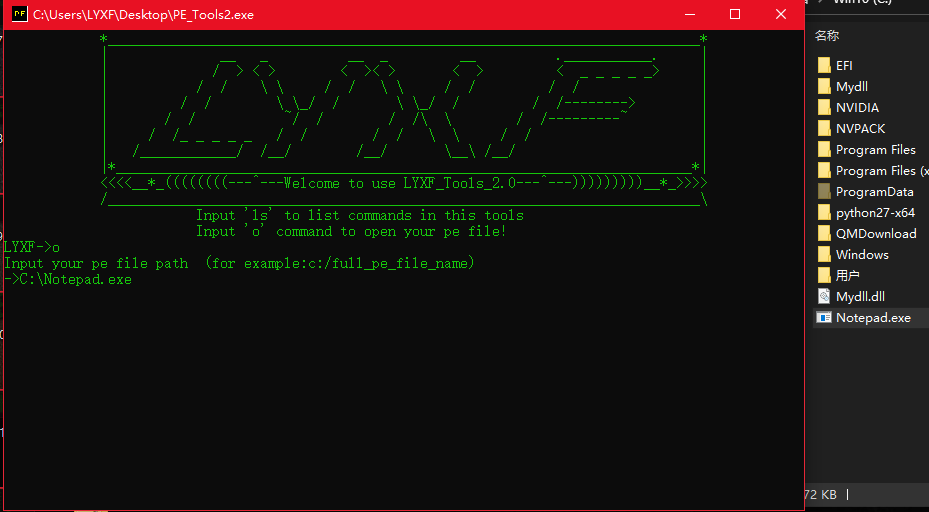 PE C:\Users\LYXF\Desktop\PE_Tools2.exe
LYXF
<<<<__*_((((((((---^---Welcome to use LYXF_Tools_2.0---^---)))))))))__*_>>>>
Input 'ls' to list commands in this tools
Input 'o' command to open your pe file!
LYXF->o
Input your pe file path (for example:c:/full_pe_file_name)
->C:\Notepad.exe
名称
EFI
Mydll
NVIDIA
NVPACK
Program Files
Program Files (x
ProgramData
python27-x64
QMDownload
Windows
用户
Mydll.dll
Notepad.exe
72 KB